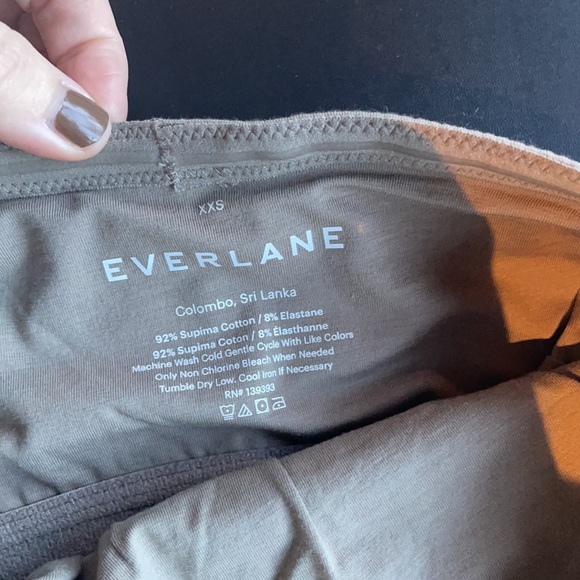 XXS
EVERLANE
Colombo, Sri Lanka
92% Supima Cotton / 8% Elastane
92% Supima Coton / 8% Élasthanne
Machine Wash Cold Gentle Cycle With Like Colors
Only Non Chlorine Bleach When Needed
Tumble Dry Low. Cool Iron If Necessary
RN# 139393